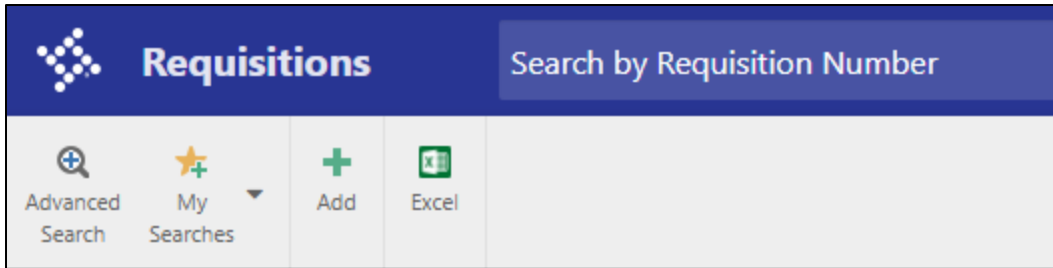 Requisitions
Search by Requisition Number
Advanced
Search
My
Searches
Add
Excel